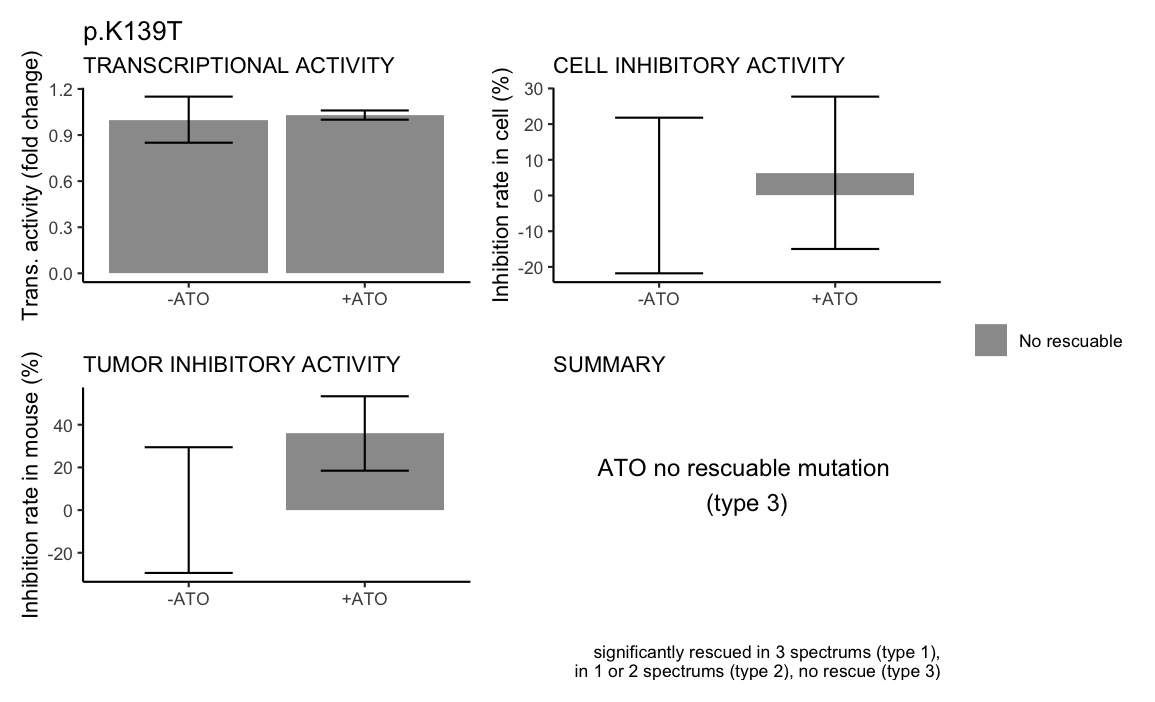 p.K139T
TRANSCRIPTIONAL ACTIVITY
Trans. activity (fold change)
1.2
0.9
0.6
0.3
0.0
-ATO
+ATO
CELL INHIBITORY ACTIVITY
Inhibition rate in cell (%)
30
20
10
0
-10
-20
-ATO
+ATO
No rescuable
TUMOR INHIBITORY ACTIVITY
Inhibition rate in mouse (%)
40
20
0
-20
-ATO
+ATO
SUMMARY
ATO no rescuable mutation
(type 3)
significantly rescued in 3 spectrums (type 1),
in 1 or 2 spectrums (type 2), no rescue (type 3)